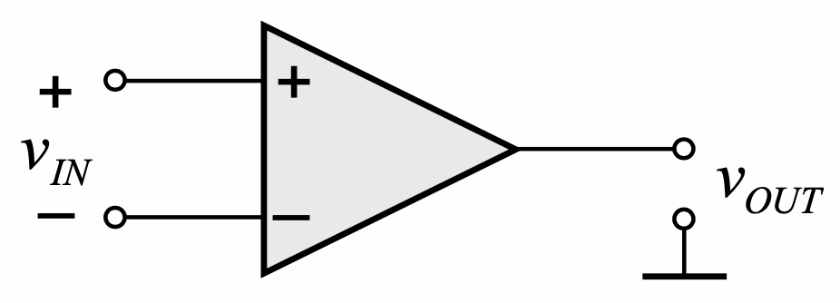 + +
v_IN
− −
v_OUT